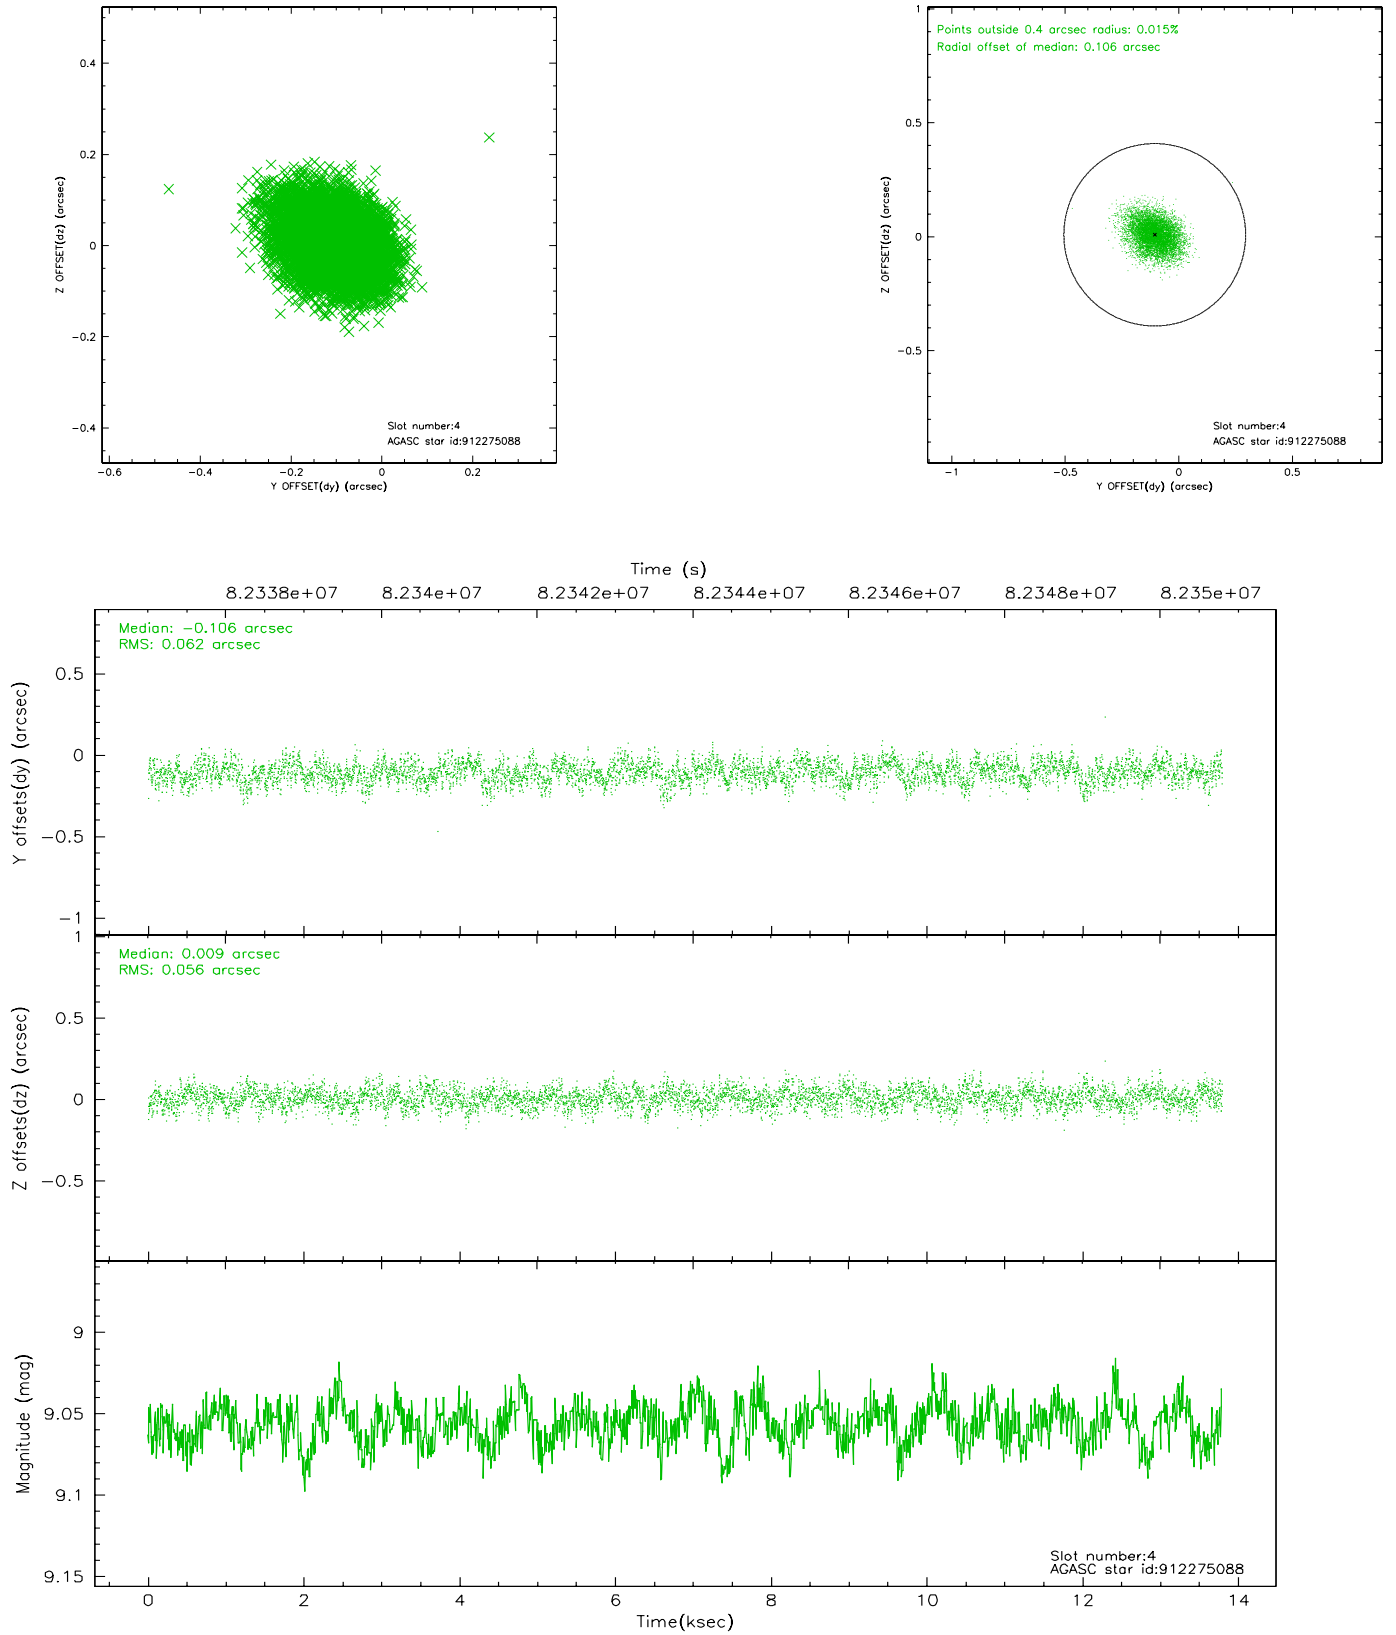 0.4
0.2
0
−0.2
−0.4
Z OFFSET(dz) (arcsec)
Slot number:4
AGASC star id:912275088
−0.6
−0.4
−0.2
0
0.2
Y OFFSET(dy) (arcsec)
1
0.5
0
−0.5
Z OFFSET(dz) (arcsec)
Points outside 0.4 arcsec radius: 0.015%
Radial offset of median: 0.106 arcsec
Slot number:4
AGASC star id:912275088
−1
−0.5
0
0.5
Y OFFSET(dy) (arcsec)
Time (s)
8.2338e+07
8.234e+07
8.2342e+07
8.2344e+07
8.2346e+07
8.2348e+07
8.235e+07
Median: −0.106 arcsec
RMS: 0.062 arcsec
0.5
0
−0.5
−1
Y offsets(dy) (arcsec)
Median: 0.009 arcsec
RMS: 0.056 arcsec
1
0.5
0
−0.5
Z offsets(dz) (arcsec)
9
9.05
9.1
9.15
Magnitude (mag)
Slot number:4
AGASC star id:912275088
0
2
4
6
8
10
12
14
Time(ksec)